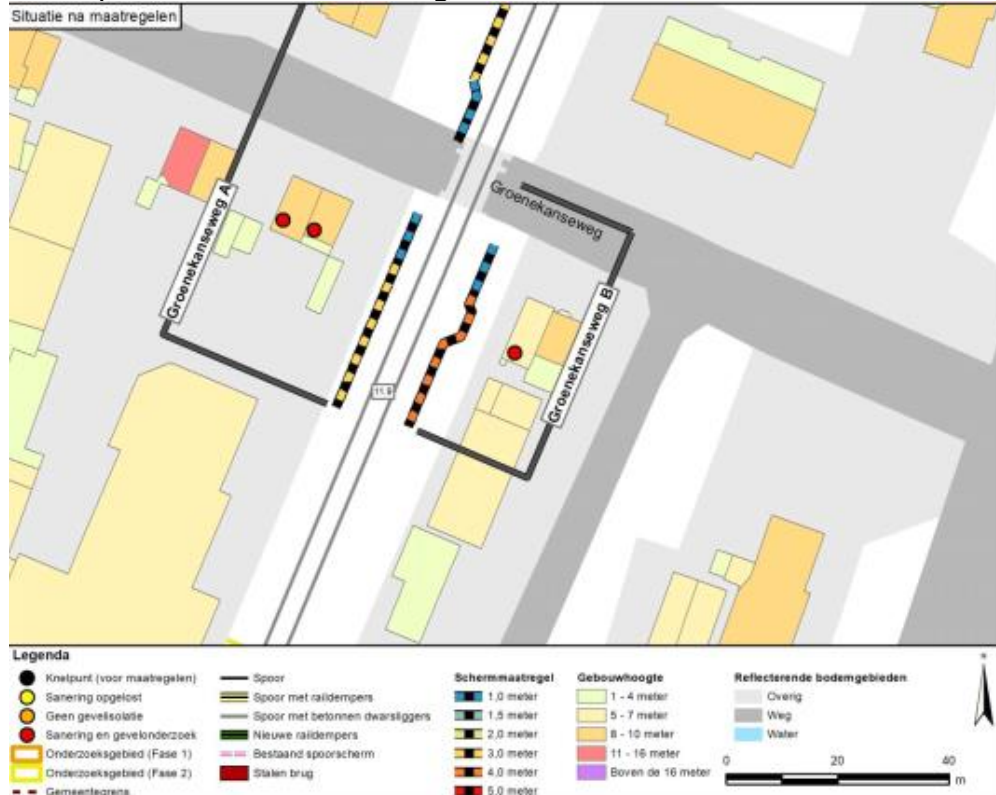 Situatie na maatregelen
Groenekanseweg
Groenekanseweg A
Groenekanseweg B
11.9
Legenda
Knelpunt (voor maatregelen)
Sanering opgelost
Geen gevelisolatie
Sanering en gevelonderzoek
Onderzoeksgebied (Fase 1)
Onderzoeksgebied (Fase 2)
Gemeentegrens
Spoor
Spoor met raildempers
Spoor met betonnen dwarsliggers
Nieuwe raildempers
Bestaand spoorscherm
Stalen brug
Schermmaatregel
1,0 meter
1,5 meter
2,0 meter
3,0 meter
4,0 meter
5,0 meter
Gebouwhoogte
1 - 4 meter
5 - 7 meter
8 - 10 meter
11 - 16 meter
Boven de 16 meter
Reflecterende bodemgebieden
Overig
Weg
Water
0 20 40
m